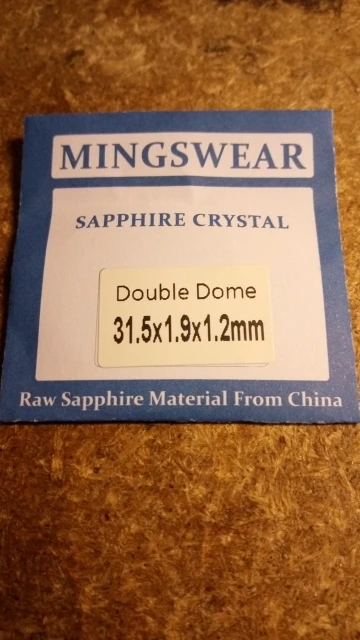 MINGSWEAR
SAPPHIRE CRYSTAL
Double Dome
31.5x1.9x1.2mm
Raw Sapphire Material From China